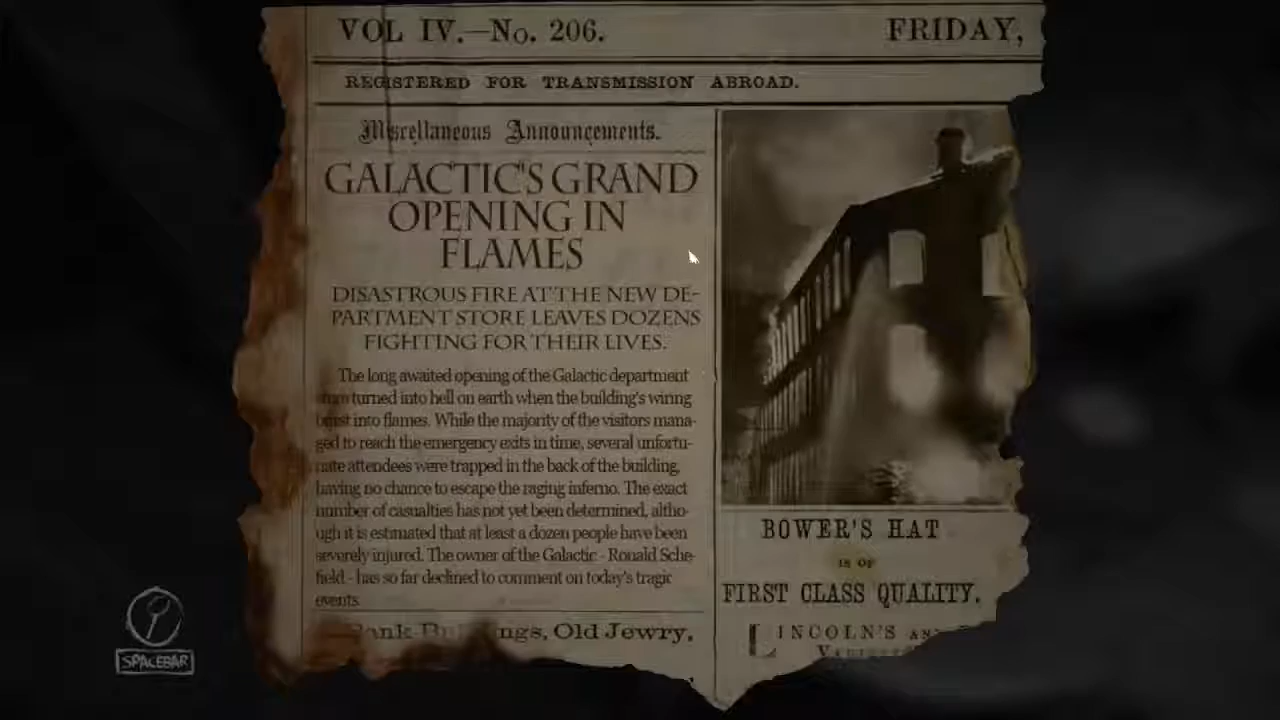 VOL IV.—No. 206.
FRIDAY,
REGISTERED FOR TRANSMISSION ABROAD.
Miscellaneous Announcements.
GALACTIC'S GRAND
OPENING IN
FLAMES
DISASTROUS FIRE AT THE NEW DE-
PARTMENT STORE LEAVES DOZENS
FIGHTING FOR THEIR LIVES.
The long awaited opening of the Galactic department
store turned into hell on earth when the building's wiring
burst into flames. While the majority of the visitors mana-
ged to reach the emergency exits in time, several unfortu-
nate attendees were trapped in the back of the building,
having no chance to escape the raging inferno. The exact
number of casualties has not yet been determined, altho-
ugh it is estimated that at least a dozen people have been
severely injured. The owner of the Galactic - Ronald Sche-
field - has so far declined to comment on today's tragic
events.
Bank Buildings, Old Jewry,
BOWER'S HAT
IS OF
FIRST CLASS QUALITY.
LINCOLN'S
SPACEBAR